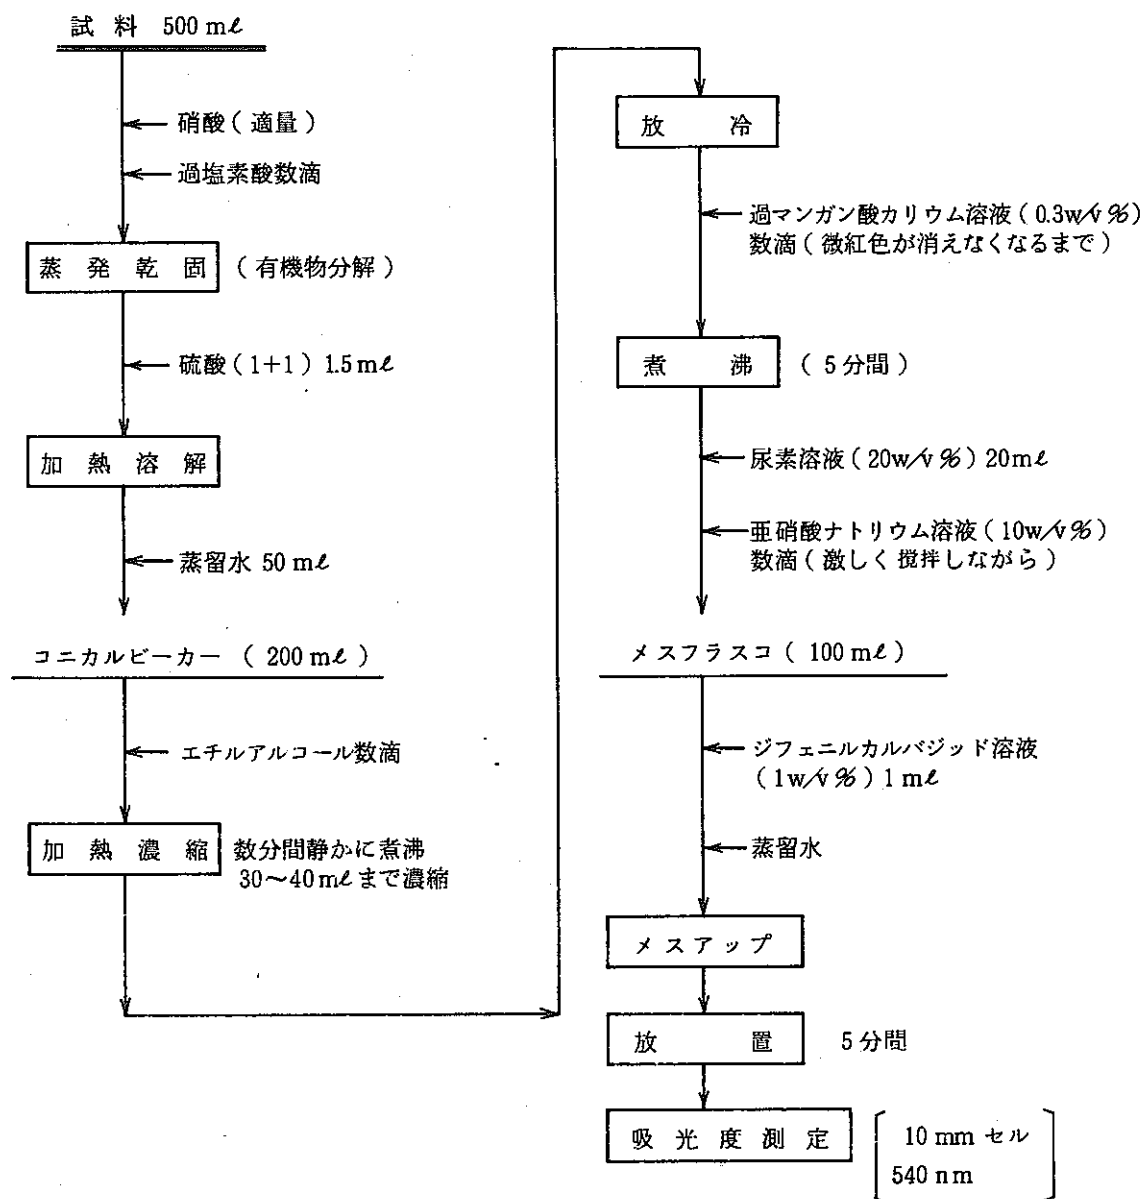 試料 500 mℓ
硝酸（適量）
過塩素酸数滴
蒸発乾固 （有機物分解）
硫酸（1+1）1.5 mℓ
加熱溶解
蒸留水 50 mℓ
コニカルビーカー （200 mℓ）
エチルアルコール数滴
加熱濃縮 数分間静かに煮沸
30～40 mℓまで濃縮
放冷
過マンガン酸カリウム溶液（0.3w/v％）
数滴（微紅色が消えなくなるまで）
煮沸 （5分間）
尿素溶液（20w/v％）20mℓ
亜硝酸ナトリウム溶液（10w/v％）
数滴（激しく撹拌しながら）
メスフラスコ（100 mℓ）
ジフェニルカルバジッド溶液
（1w/v％）1 mℓ
蒸留水
メスアップ
放置 5分間
吸光度測定 10 mm セル
540 nm